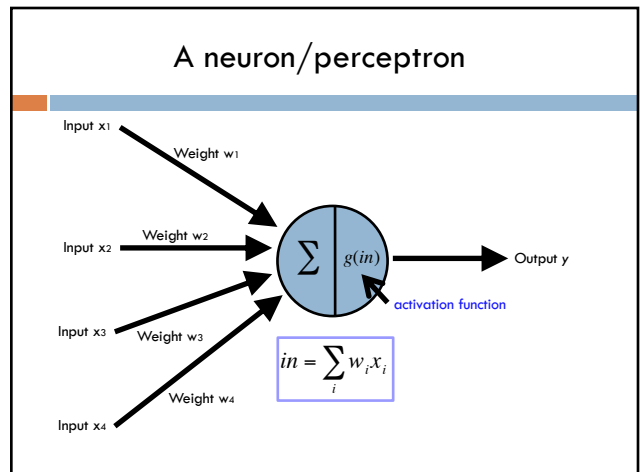 A neuron/perceptron
Input x1
Weight w1
Input x2
Weight w2
∑ g(in)
Output y
activation function
Input x3
Weight w3
in = ∑ᵢ wᵢxᵢ
Weight w4
Input x4